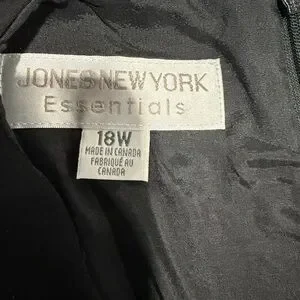 JONES NEW YORK
Essentials
18W
MADE IN CANADA
FABRIQUÉ AU
CANADA